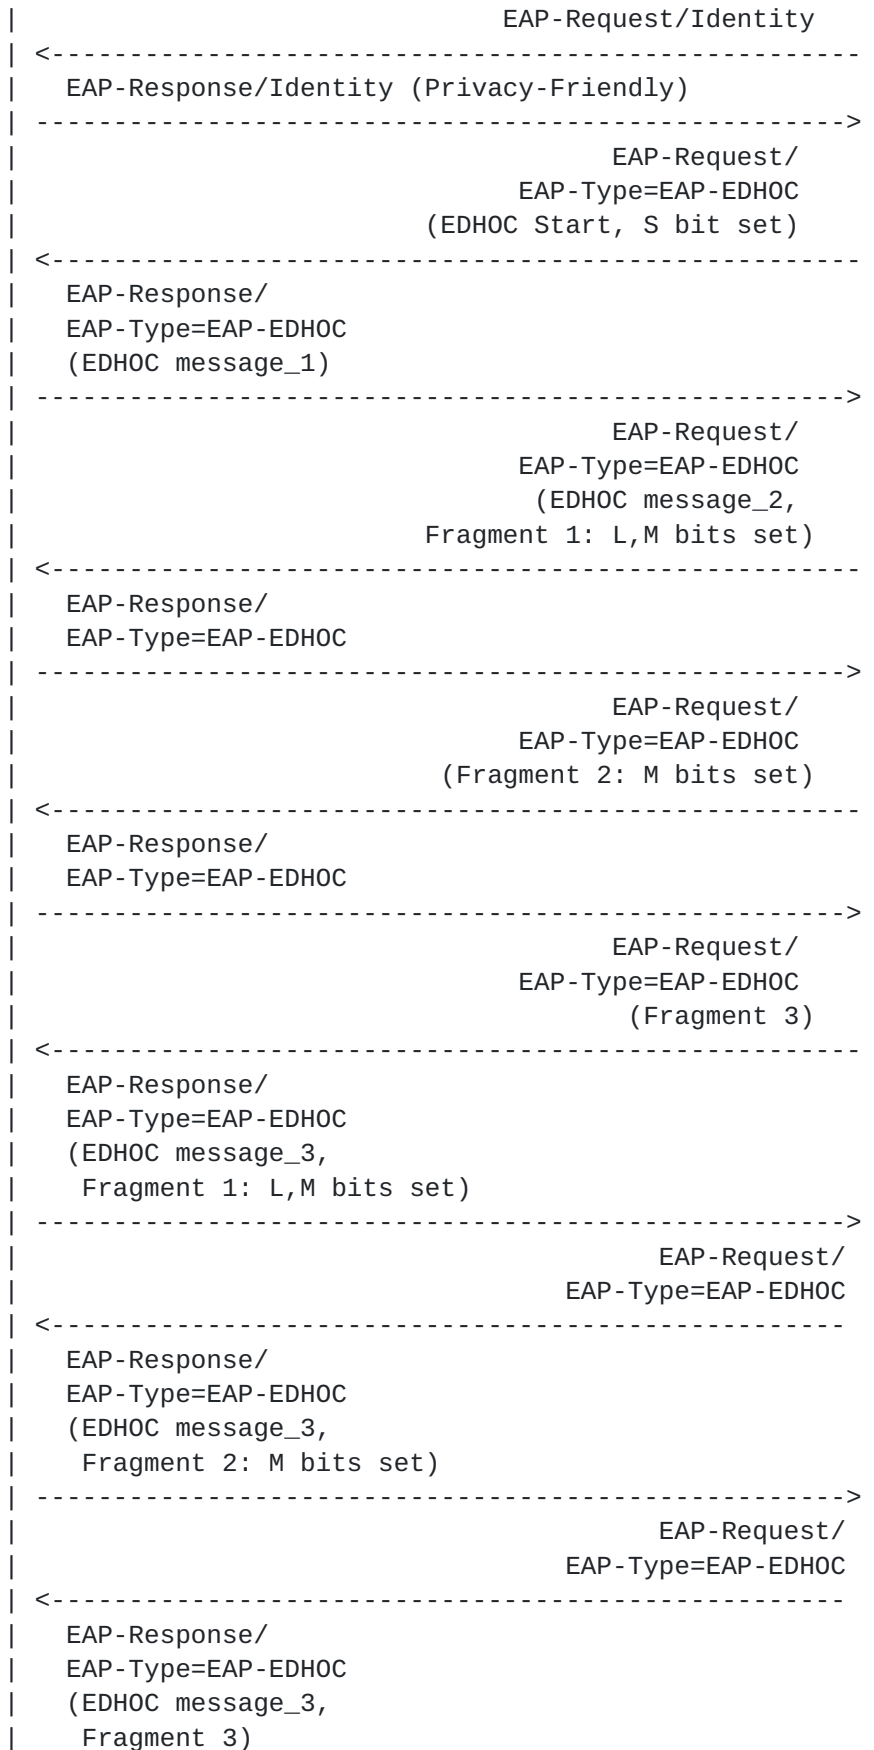 |                               EAP-Request/Identity
| <----------------------------------------------------
|   EAP-Response/Identity (Privacy-Friendly)
| ---------------------------------------------------->
|                                      EAP-Request/
|                                EAP-Type=EAP-EDHOC
|                          (EDHOC Start, S bit set)
| <----------------------------------------------------
|   EAP-Response/
|   EAP-Type=EAP-EDHOC
|   (EDHOC message_1)
| ---------------------------------------------------->
|                                      EAP-Request/
|                                EAP-Type=EAP-EDHOC
|                                 (EDHOC message_2,
|                          Fragment 1: L,M bits set)
| <----------------------------------------------------
|   EAP-Response/
|   EAP-Type=EAP-EDHOC
| ---------------------------------------------------->
|                                      EAP-Request/
|                                EAP-Type=EAP-EDHOC
|                           (Fragment 2: M bits set)
| <----------------------------------------------------
|   EAP-Response/
|   EAP-Type=EAP-EDHOC
| ---------------------------------------------------->
|                                      EAP-Request/
|                                EAP-Type=EAP-EDHOC
|                                       (Fragment 3)
| <----------------------------------------------------
|   EAP-Response/
|   EAP-Type=EAP-EDHOC
|   (EDHOC message_3,
|    Fragment 1: L,M bits set)
| ---------------------------------------------------->
|                                         EAP-Request/
|                                   EAP-Type=EAP-EDHOC
| <---------------------------------------------------
|   EAP-Response/
|   EAP-Type=EAP-EDHOC
|   (EDHOC message_3,
|    Fragment 2: M bits set)
| ---------------------------------------------------->
|                                         EAP-Request/
|                                   EAP-Type=EAP-EDHOC
| <---------------------------------------------------
|   EAP-Response/
|   EAP-Type=EAP-EDHOC
|   (EDHOC message_3,
|    Fragment 3)